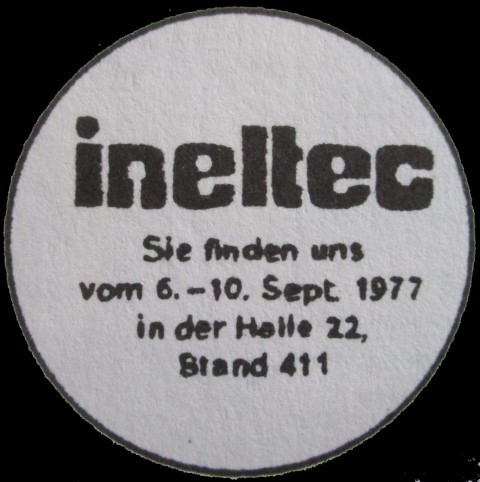 ineltec
Sie finden uns
vom 6.-10. Sept. 1977
in der Halle 22,
Stand 411